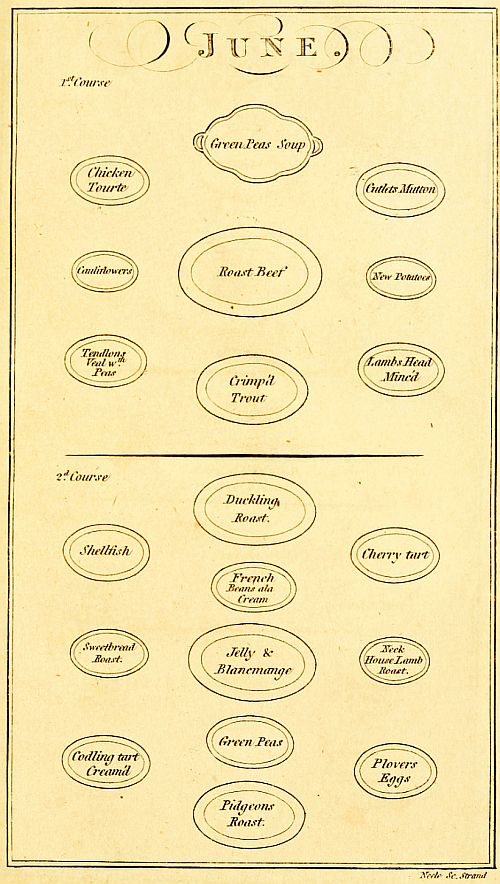 JUNE.
1st. Course
Green Peas Soup
Chicken
Tourte
Cutlets Mutton
Cauliflowers
Roast Beef
New Potatoes
Tendlons
Veal wth.
Peas
Crimp'd
Trout
Lambs Head
Minc'd
2d. Course
Duckling
Roast.
Shellfish
Cherry tart
French
Beans ala
Cream
Sweetbread
Roast.
Jelly &
Blancmange
Neck
House Lamb
Roast.
Green Peas
Codling tart
Cream'd
Plovers
Eggs
Pidgeons
Roast.
Neele Sc. Strand